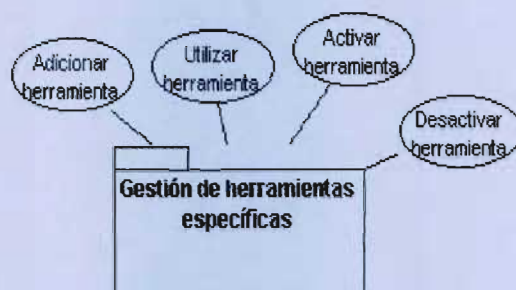 Adicionar
herramienta
Utilizar
herramienta
Activar
herramienta
Desactivar
herramienta
Gestión de herramientas
específicas